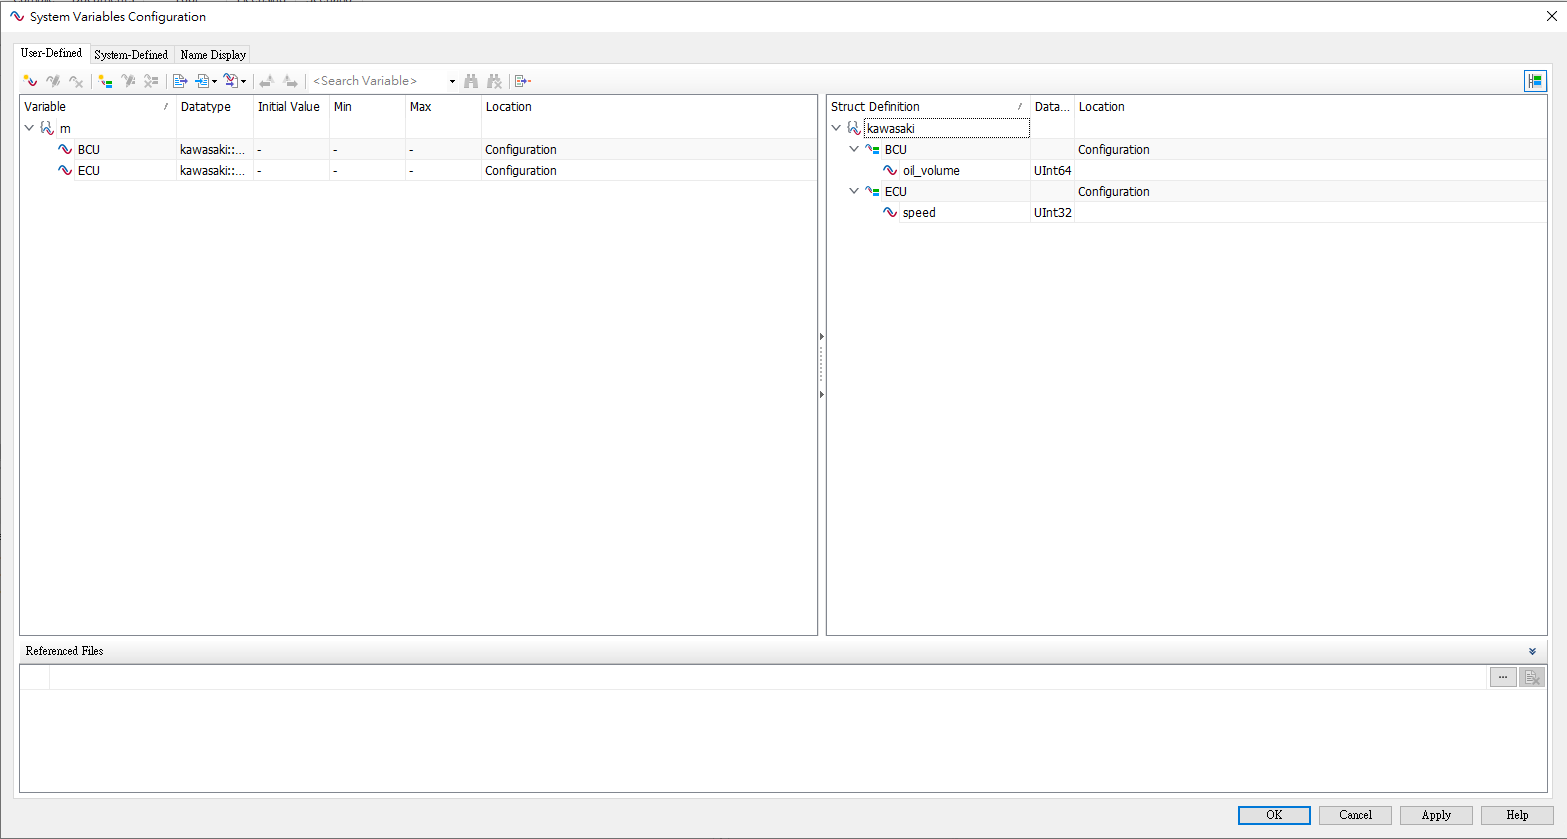 System Variables Configuration
User-Defined System-Defined Name Display
<Search Variable>
Variable Datatype Initial Value Min Max Location
m
BCU kawasaki::... - - - Configuration
ECU kawasaki::... - - - Configuration
Struct Definition Data... Location
kawasaki
BCU Configuration
oil_volume UInt64
ECU Configuration
speed UInt32
Referenced Files
...
OK Cancel Apply Help